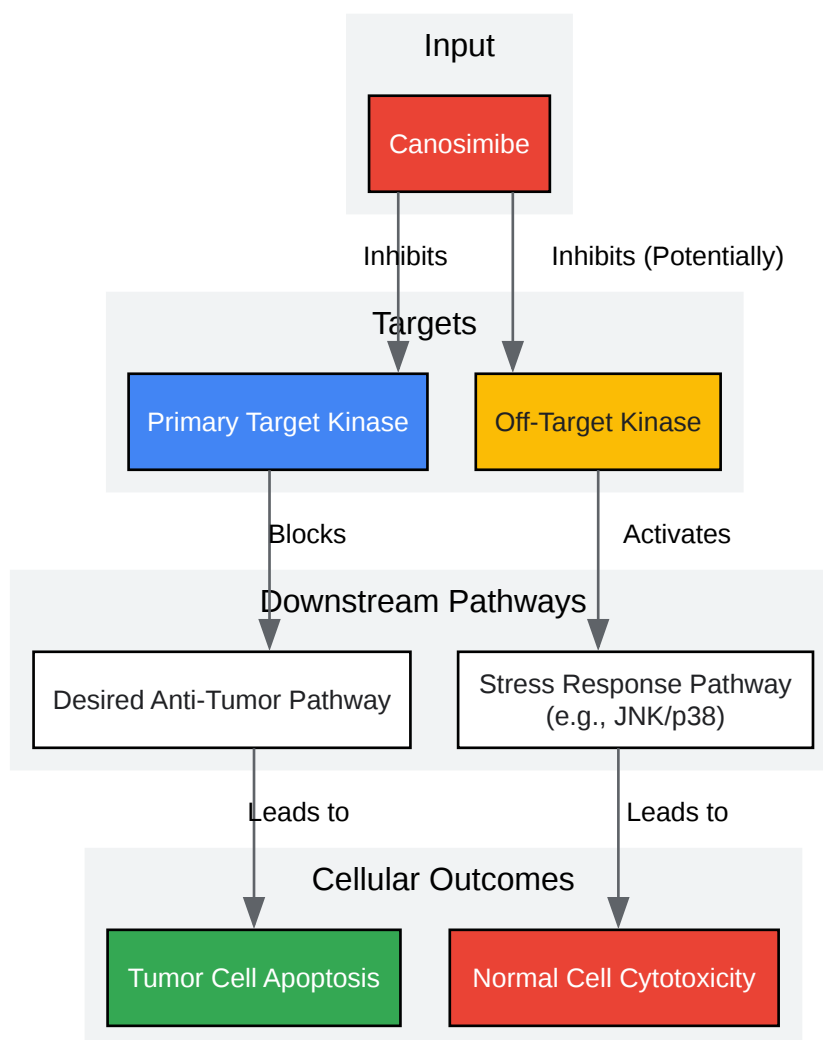 Input
Canosimibe
Inhibits
Inhibits (Potentially)
Targets
Primary Target Kinase
Off-Target Kinase
Blocks
Activates
Downstream Pathways
Desired Anti-Tumor Pathway
Stress Response Pathway
(e.g., JNK/p38)
Leads to
Leads to
Cellular Outcomes
Tumor Cell Apoptosis
Normal Cell Cytotoxicity